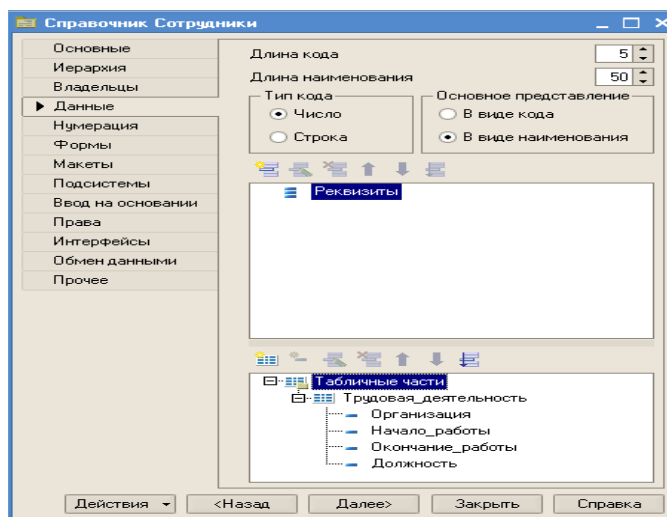 Справочник Сотрудники
Основные
Иерархия
Владельцы
Данные
Нумерация
Формы
Макеты
Подсистемы
Ввод на основании
Права
Интерфейсы
Обмен данными
Прочее
Длина кода 5
Длина наименования 50
Тип кода
Число
Строка
Основное представление
В виде кода
В виде наименования
Реквизиты
Табличные части
Трудовая_деятельность
Организация
Начало_работы
Окончание_работы
Должность
Действия <Назад Далее> Закрыть Справка